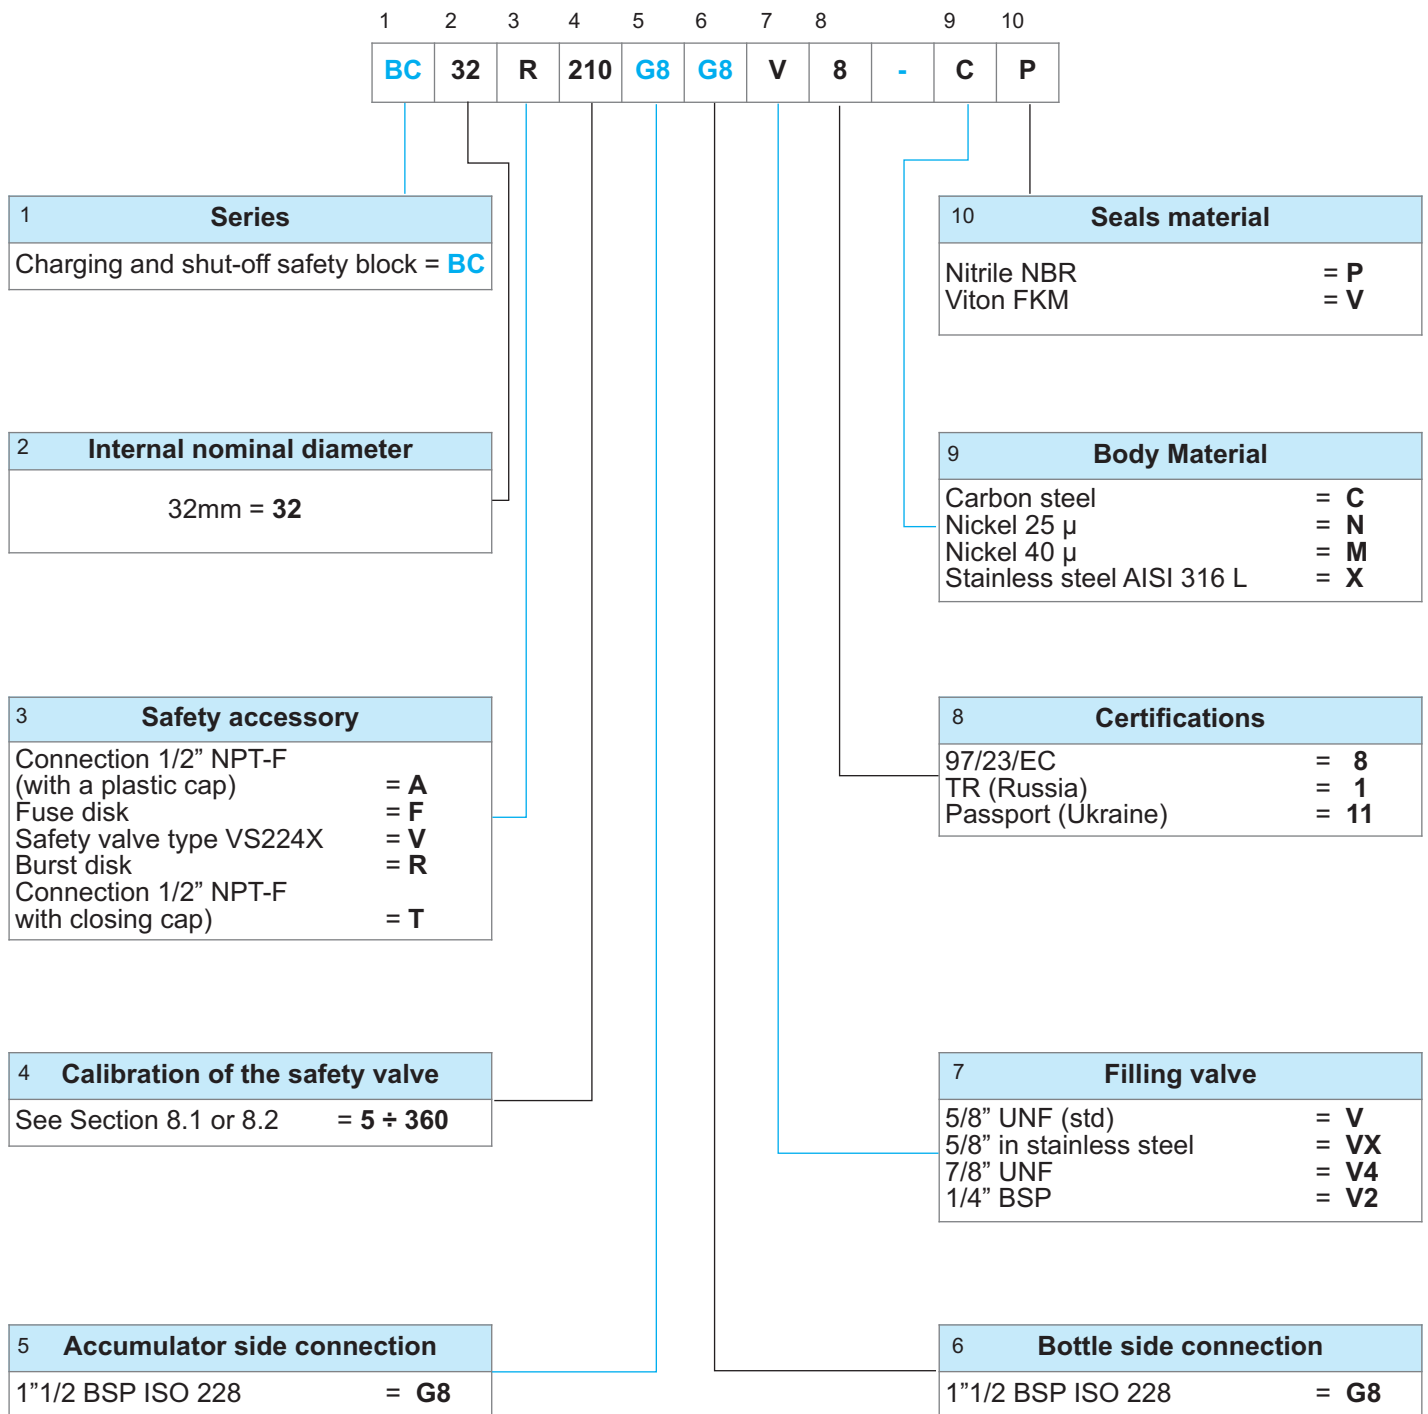 1 2 3 4 5 6 7 8 9 10
BC 32 R 210 G8 G8 V 8 - C P
1 Series
Charging and shut-off safety block = BC
10 Seals material
Nitrile NBR = P
Viton FKM = V
2 Internal nominal diameter
32mm = 32
9 Body Material
Carbon steel = C
Nickel 25 µ = N
Nickel 40 µ = M
Stainless steel AISI 316 L = X
3 Safety accessory
Connection 1/2” NPT-F
(with a plastic cap) = A
Fuse disk = F
Safety valve type VS224X = V
Burst disk = R
Connection 1/2” NPT-F
with closing cap) = T
8 Certifications
97/23/EC = 8
TR (Russia) = 1
Passport (Ukraine) = 11
4 Calibration of the safety valve
See Section 8.1 or 8.2 = 5 ÷ 360
7 Filling valve
5/8” UNF (std) = V
5/8” in stainless steel = VX
7/8” UNF = V4
1/4” BSP = V2
5 Accumulator side connection
1”1/2 BSP ISO 228 = G8
6 Bottle side connection
1”1/2 BSP ISO 228 = G8